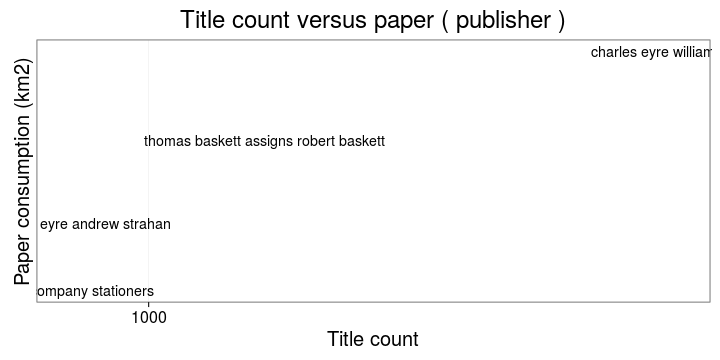 Title count versus paper ( publisher )
charles eyre william
thomas baskett assigns robert baskett
eyre andrew strahan
ompany stationers
Paper consumption (km2)
1000
Title count